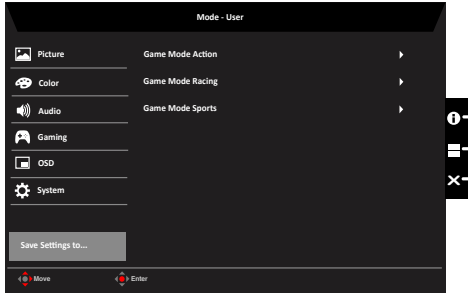 Mode - User
Picture
Color
Audio
Gaming
OSD
System
Save Settings to...
Game Mode Action
Game Mode Racing
Game Mode Sports
Move
Enter